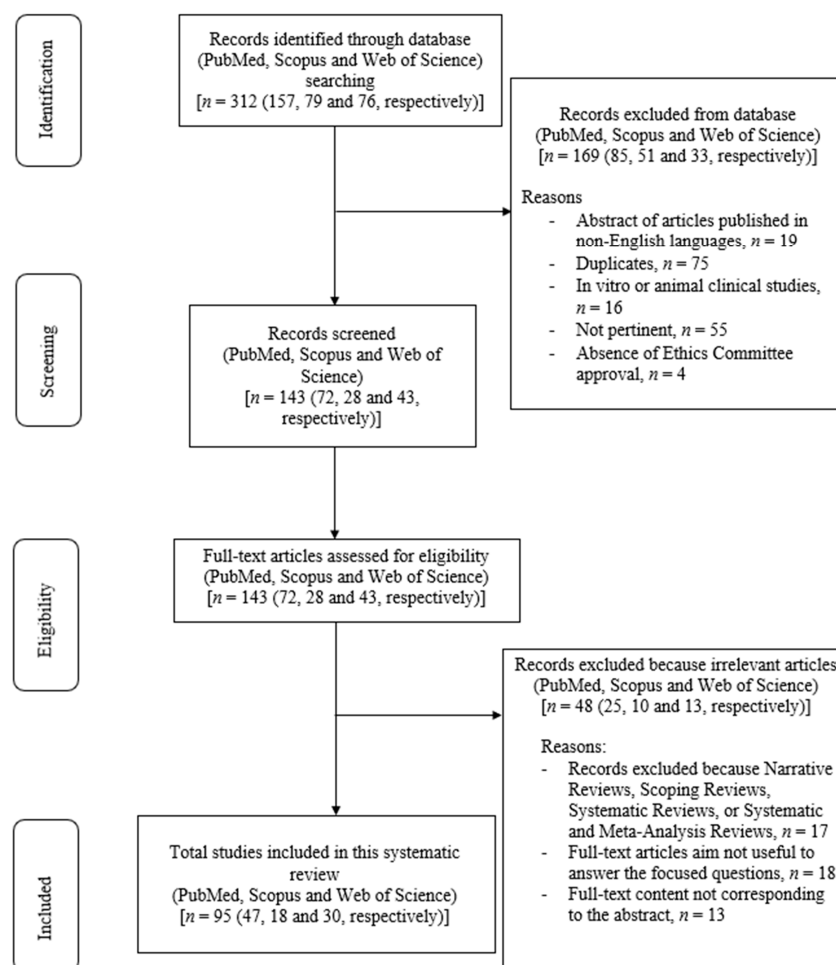 Identification
Records identified through database
(PubMed, Scopus and Web of Science)
searching
[n = 312 (157, 79 and 76, respectively)]
Records excluded from database
(PubMed, Scopus and Web of Science)
[n = 169 (85, 51 and 33, respectively)]
Reasons
- Abstract of articles published in
non-English languages, n = 19
- Duplicates, n = 75
- In vitro or animal clinical studies,
n = 16
- Not pertinent, n = 55
- Absence of Ethics Committee
approval, n = 4
Screening
Records screened
(PubMed, Scopus and Web of
Science)
[n = 143 (72, 28 and 43,
respectively)]
Eligibility
Full-text articles assessed for eligibility
(PubMed, Scopus and Web of Science)
[n = 143 (72, 28 and 43, respectively)]
Records excluded because irrelevant articles
(PubMed, Scopus and Web of Science)
[n = 48 (25, 10 and 13, respectively)]
Reasons:
- Records excluded because Narrative
Reviews, Scoping Reviews,
Systematic Reviews, or Systematic
and Meta-Analysis Reviews, n = 17
- Full-text articles aim not useful to
answer the focused questions, n = 18
- Full-text content not corresponding
to the abstract, n = 13
Included
Total studies included in this systematic
review
(PubMed, Scopus and Web of Science)
[n = 95 (47, 18 and 30, respectively)]